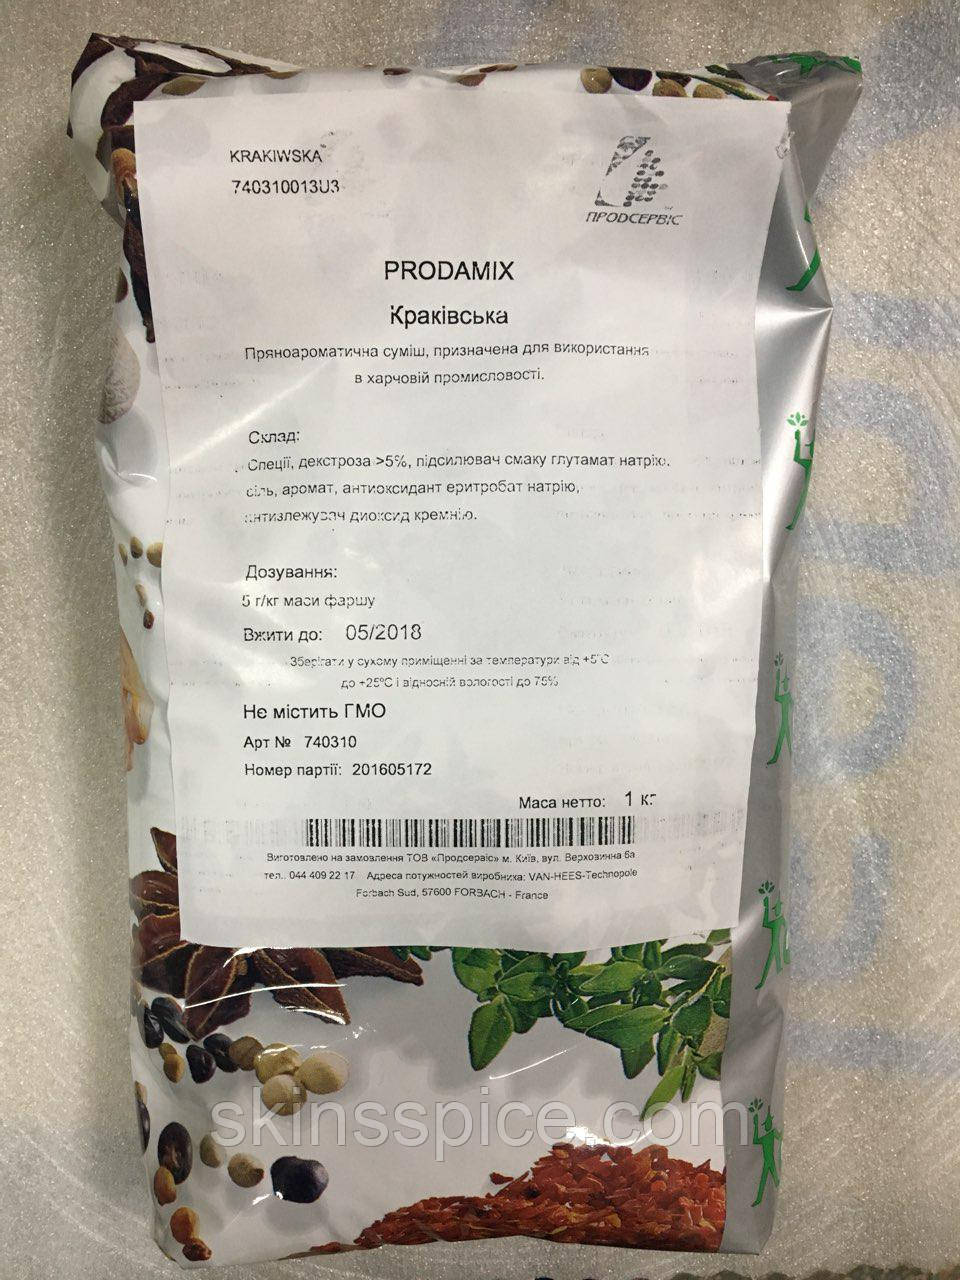 KRAKIWSKA
740310013U3
ПРОДСЕРВІС
PRODAMIX
Краківська
Пряноароматична суміш, призначена для використання
в харчовій промисловості.
Склад:
Спеції, декстроза >5%, підсилювач смаку глутамат натрію,
сіль, аромат, антиоксидант еритробат натрію,
антизлежувач диоксид кремнію.
Дозування:
5 г/кг маси фаршу
Вжити до: 05/2018
Зберігати у сухому приміщенні за температури від +5°С
до +25°С і відносній вологості до 75%
Не містить ГМО
Арт № 740310
Номер партії: 201605172
Маса нетто: 1 кг
Виготовлено на замовлення ТОВ «Продсервіс» м. Київ, вул. Верховинна 6а
тел.. 044 409 22 17 Адреса потужностей виробника: VAN-HEES-Technopole
Forbach Sud, 57600 FORBACH - France
skinsspice.com